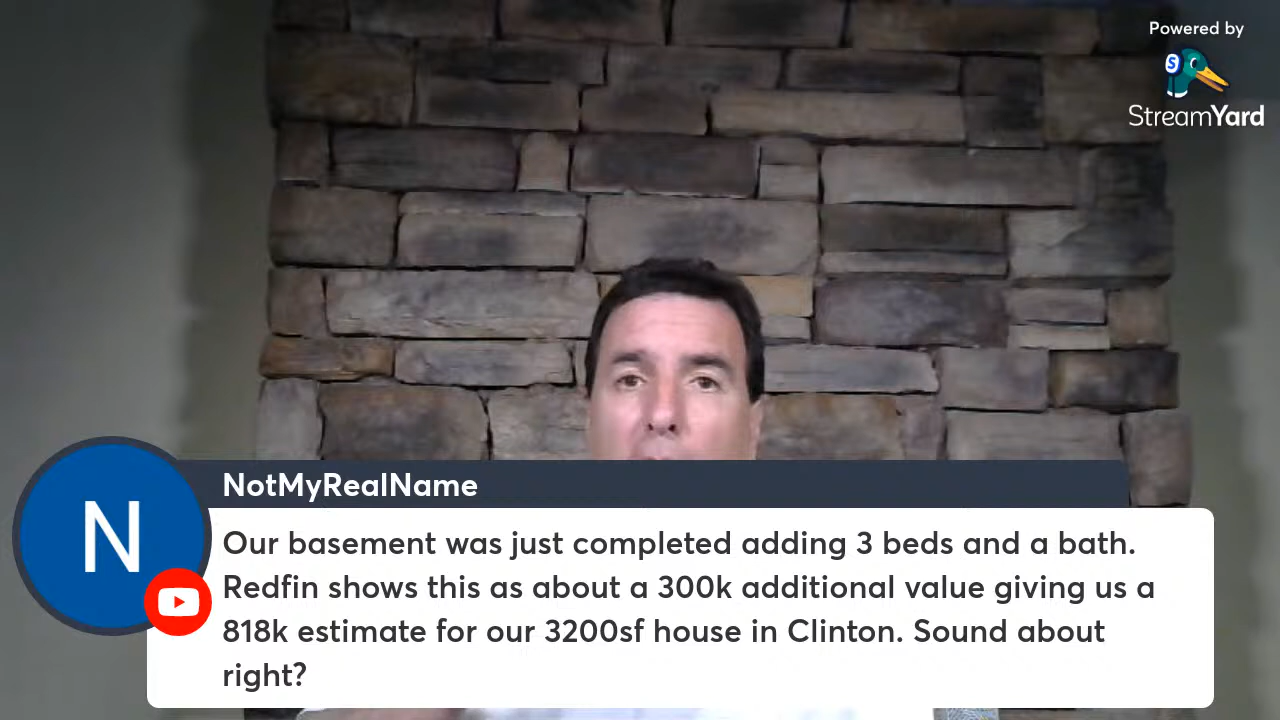 Powered by
S
StreamYard
NotMyRealName
N
Our basement was just completed adding 3 beds and a bath.
Redfin shows this as about a 300k additional value giving us a
818k estimate for our 3200sf house in Clinton. Sound about
right?